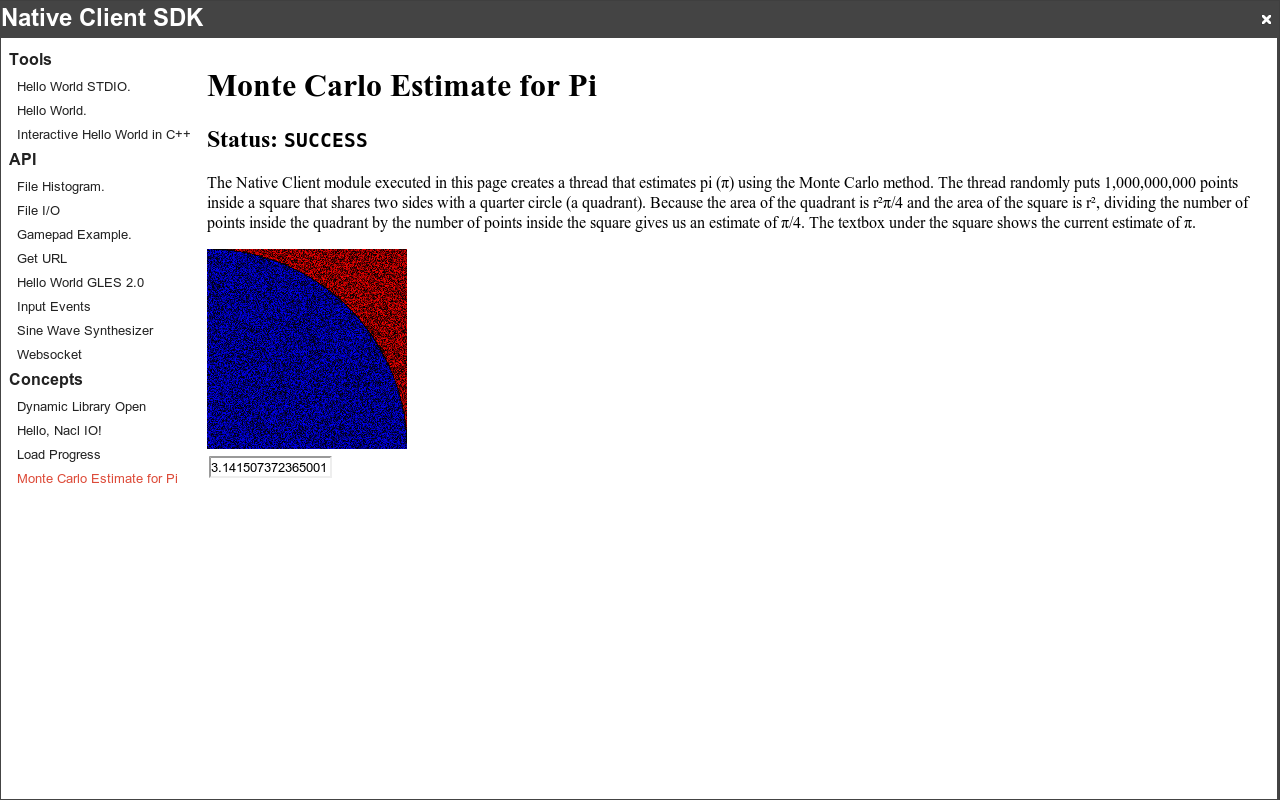 Native Client SDK
Tools
Hello World STDIO.
Hello World.
Interactive Hello World in C++
API
File Histogram.
File I/O
Gamepad Example.
Get URL
Hello World GLES 2.0
Input Events
Sine Wave Synthesizer
Websocket
Concepts
Dynamic Library Open
Hello, Nacl IO!
Load Progress
Monte Carlo Estimate for Pi
Monte Carlo Estimate for Pi
Status: SUCCESS
The Native Client module executed in this page creates a thread that estimates pi (π) using the Monte Carlo method. The thread randomly puts 1,000,000,000 points
inside a square that shares two sides with a quarter circle (a quadrant). Because the area of the quadrant is r²π/4 and the area of the square is r², dividing the number of
points inside the quadrant by the number of points inside the square gives us an estimate of π/4. The textbox under the square shows the current estimate of π.
3.141507372365001